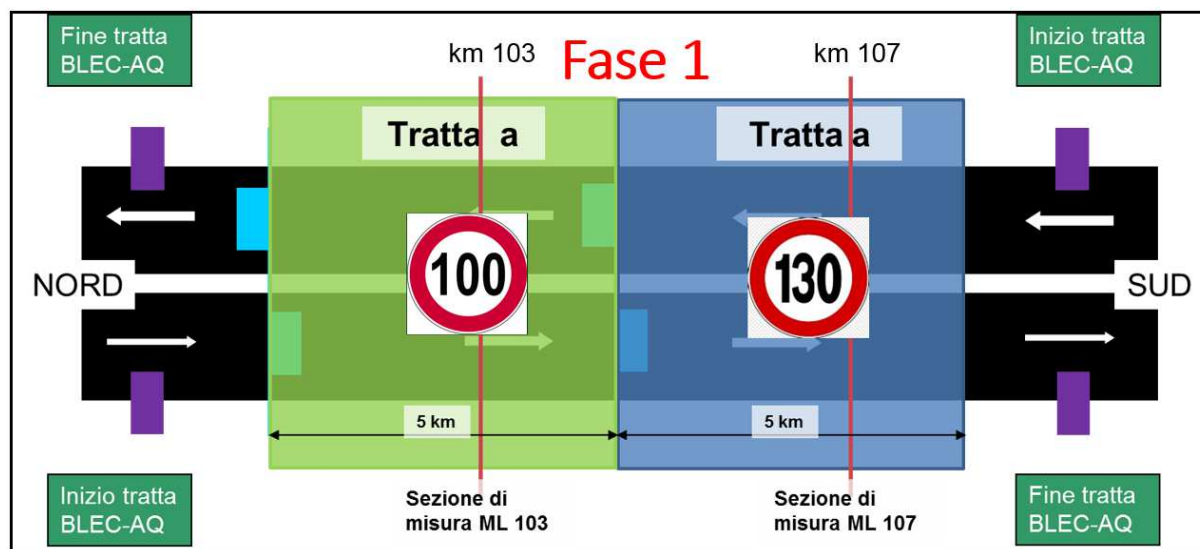 Fine tratta
BLEC-AQ
km 103
Fase 1
km 107
Inizio tratta
BLEC-AQ
Tratta a
Tratta a
100
130
NORD
SUD
5 km
5 km
Inizio tratta
BLEC-AQ
Sezione di
misura ML 103
Sezione di
misura ML 107
Fine tratta
BLEC-AQ